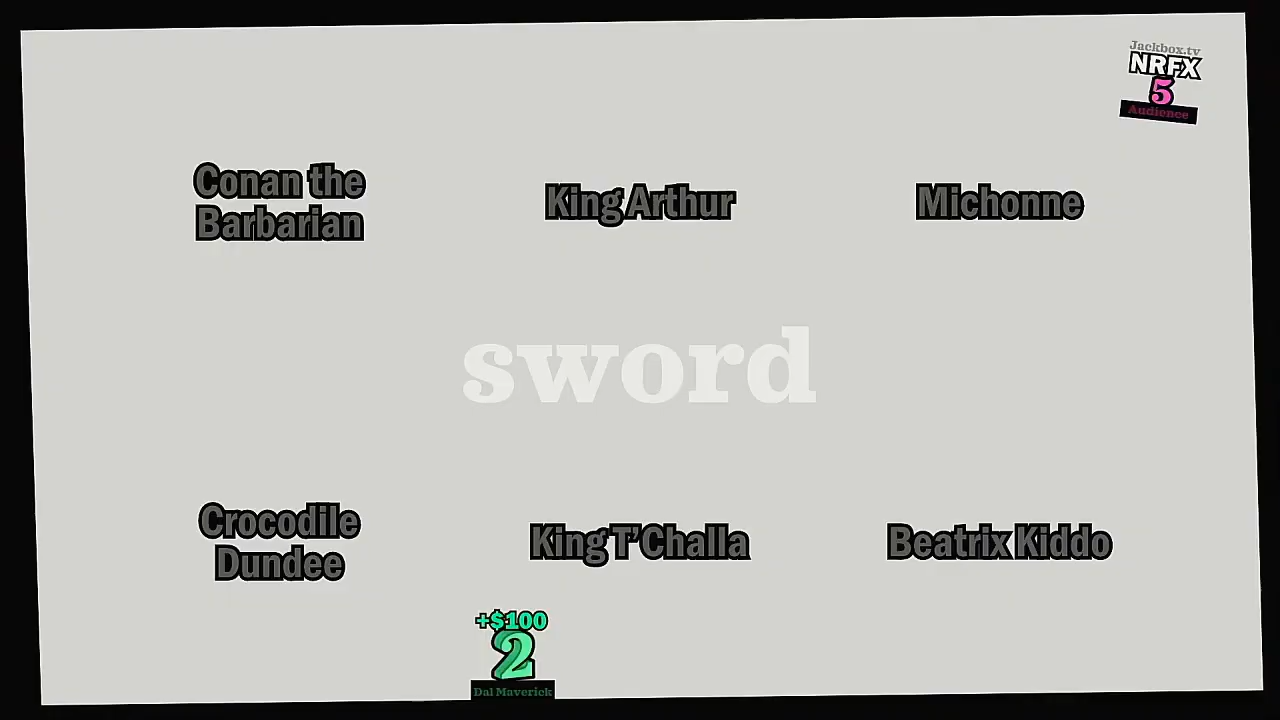 Jackbox.tv
NRFX
5
Audience
Conan the
Barbarian
King Arthur
Michonne
sword
Crocodile
Dundee
King T'Challa
Beatrix Kiddo
+$100
2
Dal Maverick